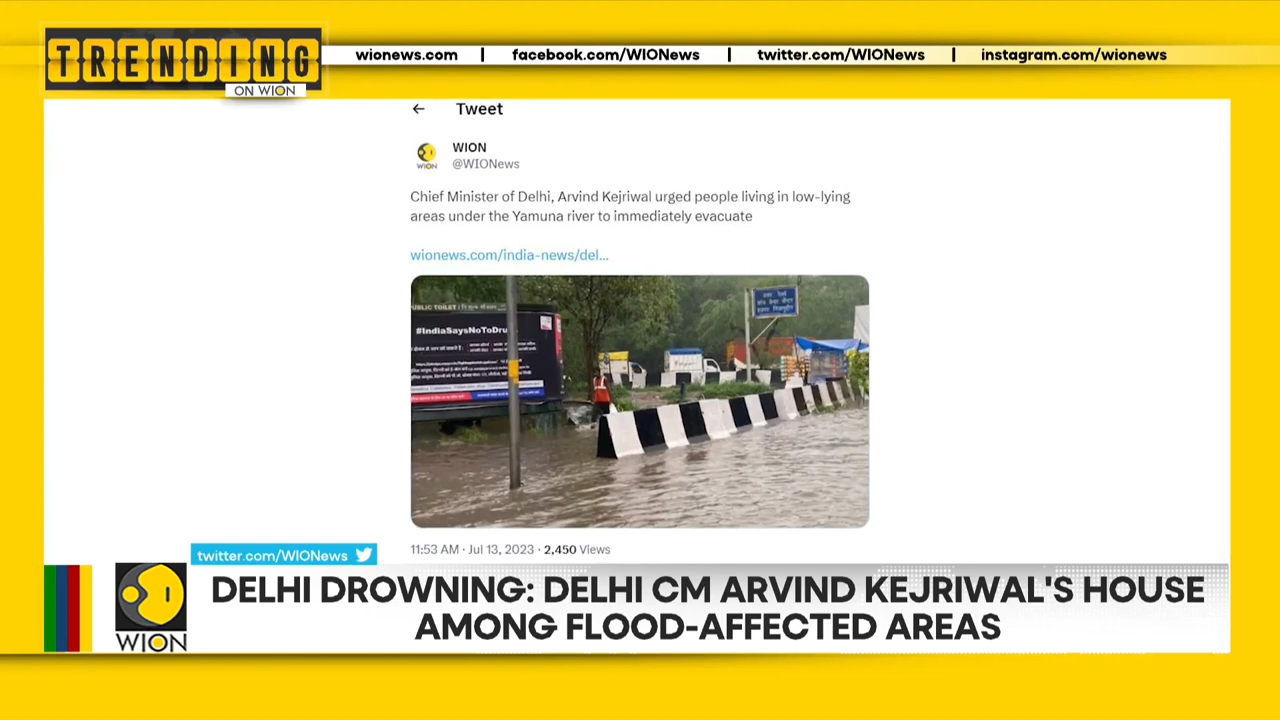 TRENDING
ON WION
wionews.com | facebook.com/WIONews | twitter.com/WIONews | instagram.com/wionews
← Tweet
WION
@WIONews
WION
Chief Minister of Delhi, Arvind Kejriwal urged people living in low-lying
areas under the Yamuna river to immediately evacuate
wionews.com/india-news/del...
PUBLIC TOILET
#IndiaSaysNoToDru
11:53 AM · Jul 13, 2023 · 2,450 Views
twitter.com/WIONews
WION
DELHI DROWNING: DELHI CM ARVIND KEJRIWAL'S HOUSE
AMONG FLOOD-AFFECTED AREAS